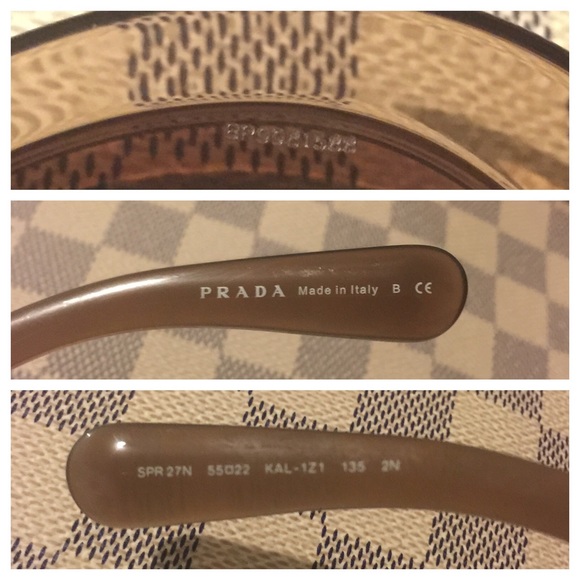 PRADA Made in Italy B CE
SPR 27N 55□22 KAL-1Z1 135 2N